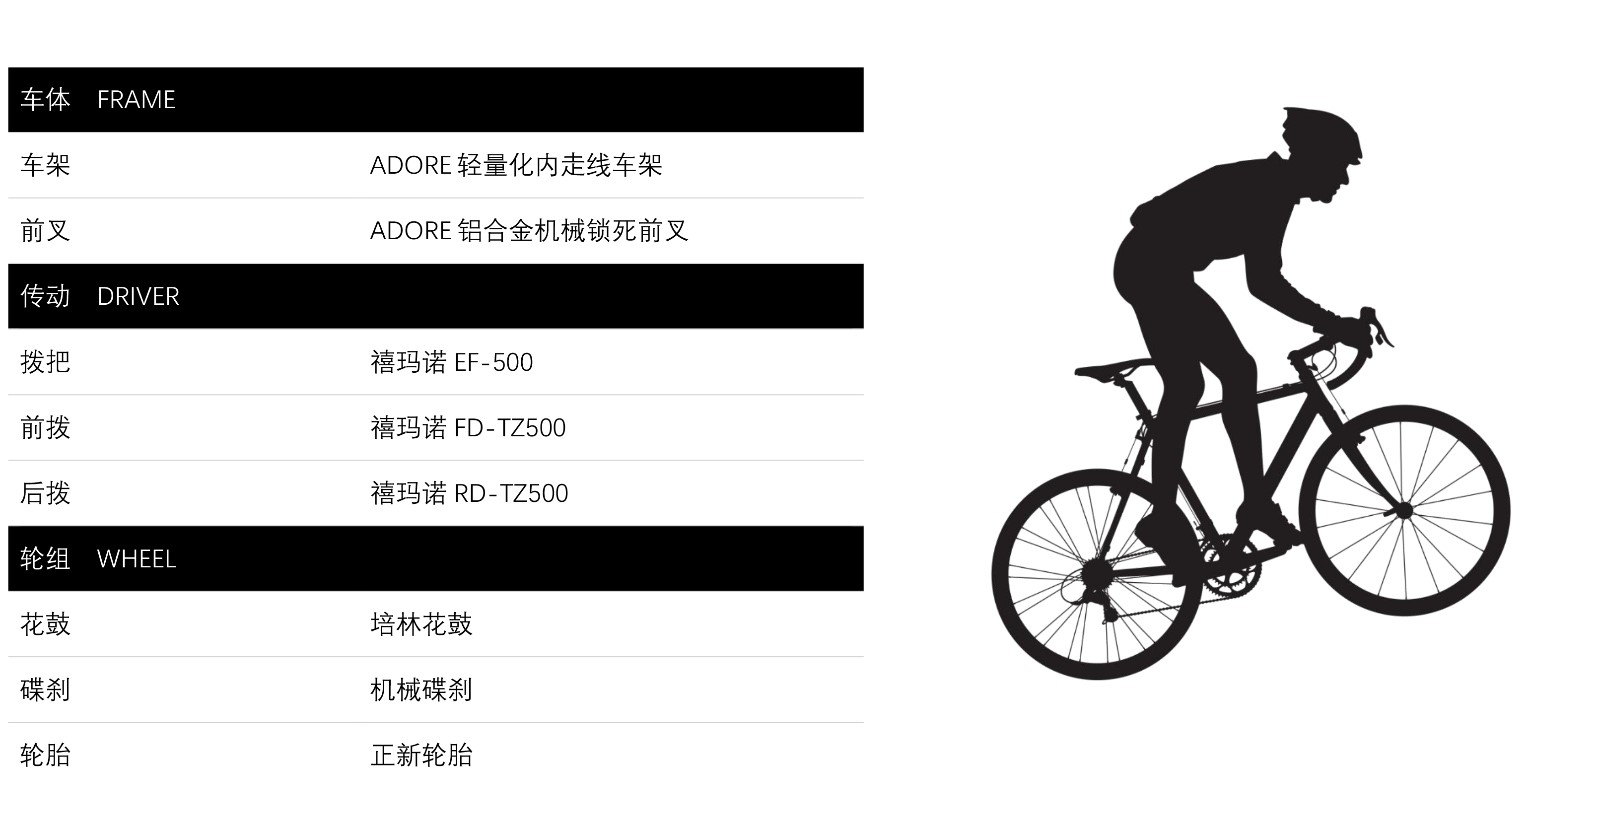 车体 FRAME
车架 ADORE 轻量化内走线车架
前叉 ADORE 铝合金机械锁死前叉
传动 DRIVER
拨把 禧玛诺 EF-500
前拨 禧玛诺 FD-TZ500
后拨 禧玛诺 RD-TZ500
轮组 WHEEL
花鼓 培林花鼓
碟刹 机械碟刹
轮胎 正新轮胎